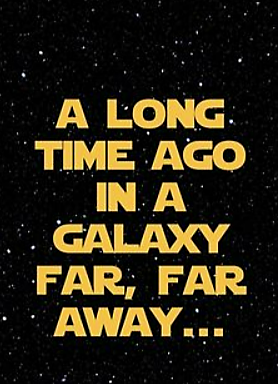 A LONG
TIME AGO
IN A
GALAXY
FAR, FAR
AWAY...